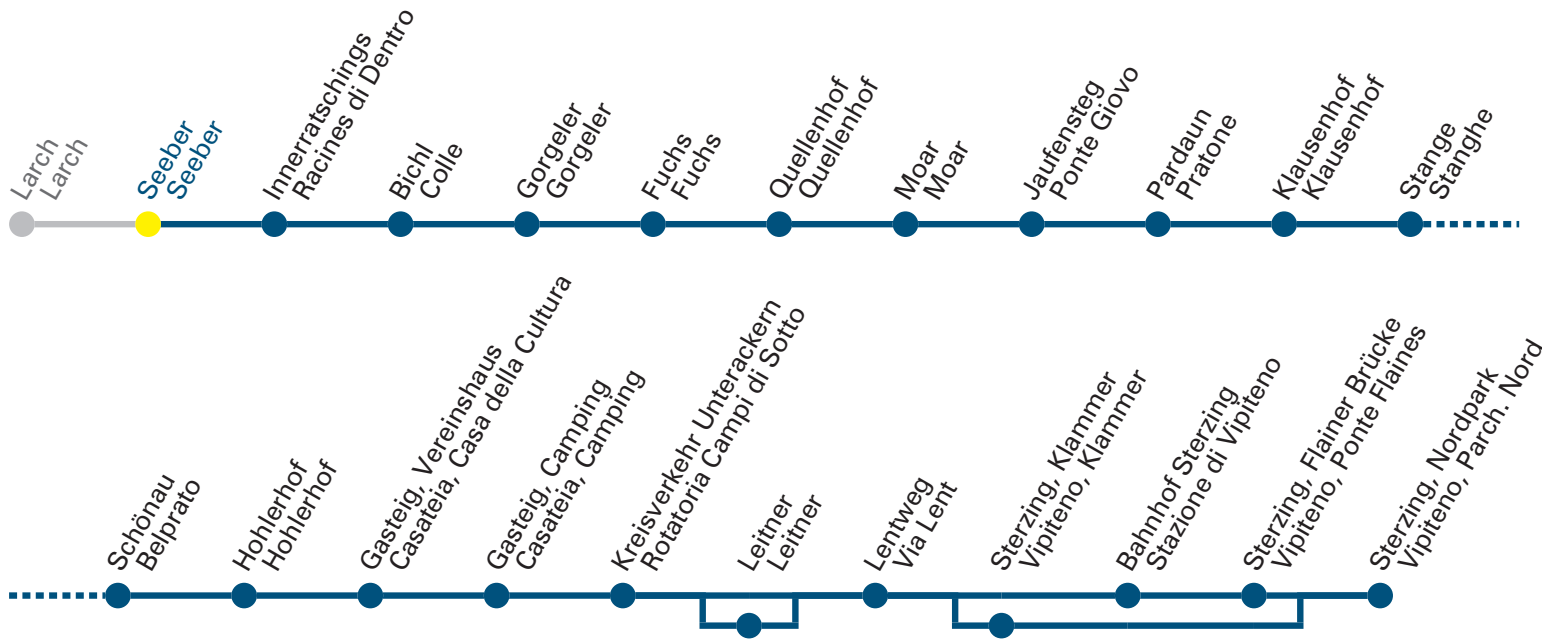 Larch
Larch
Seeber
Seeber
Innerratschings
Racines di Dentro
Bichl
Colle
Gorgeler
Gorgeler
Fuchs
Fuchs
Quellenhof
Quellenhof
Moar
Moar
Jaufensteg
Ponte Giovo
Pardaun
Pratone
Klausenhof
Klausenhof
Stange
Stanghe
Schönau
Belprato
Hohlerhof
Hohlerhof
Gasteig, Vereinshaus
Casateia, Casa della Cultura
Gasteig, Camping
Casateia, Camping
Kreisverkehr Unterackern
Rotatoria Campi di Sotto
Leitner
Leitner
Lentweg
Via Lent
Sterzing, Klammer
Vipiteno, Klammer
Bahnhof Sterzing
Stazione di Vipiteno
Sterzing, Flainer Brücke
Vipiteno, Ponte Flaines
Sterzing, Nordpark
Vipiteno, Parch. Nord